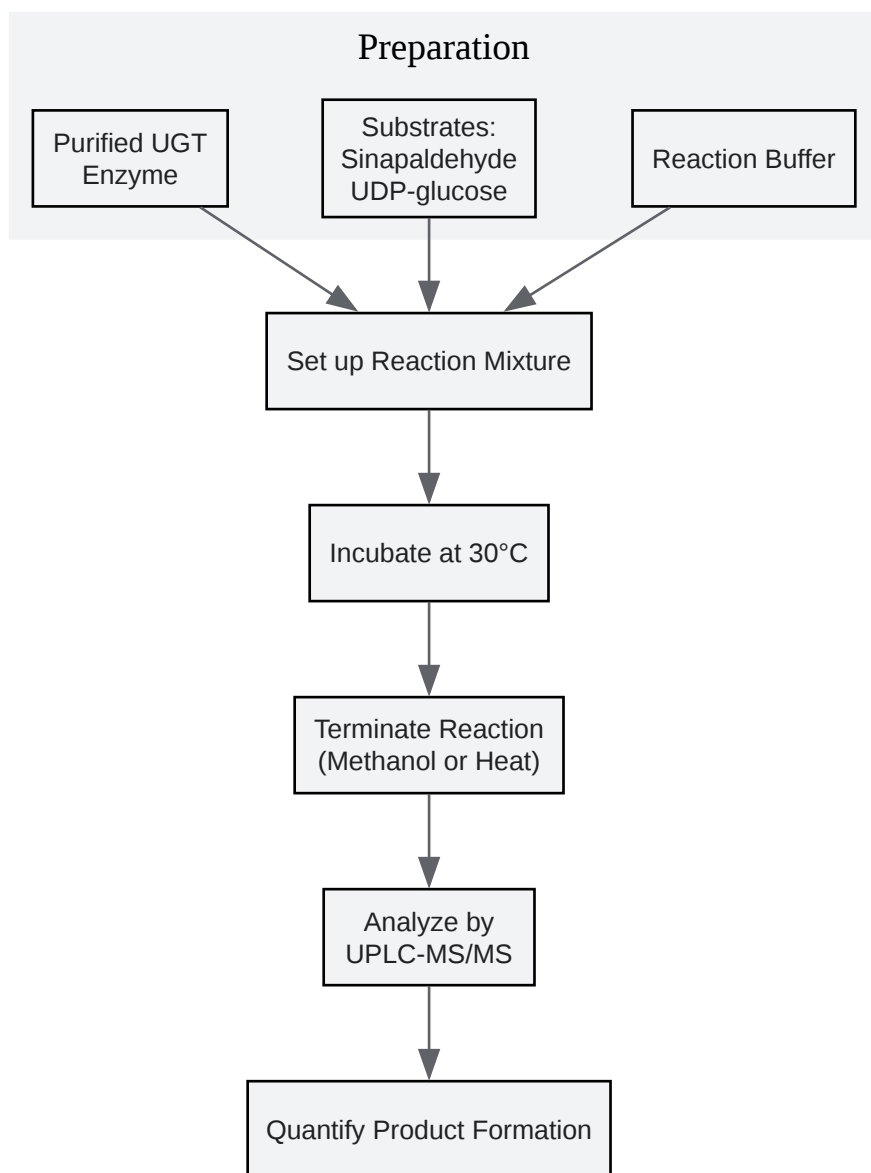 Preparation
Purified UGT
Enzyme
Substrates:
Sinapaldehyde
UDP-glucose
Reaction Buffer
Set up Reaction Mixture
Incubate at 30°C
Terminate Reaction
(Methanol or Heat)
Analyze by
UPLC-MS/MS
Quantify Product Formation